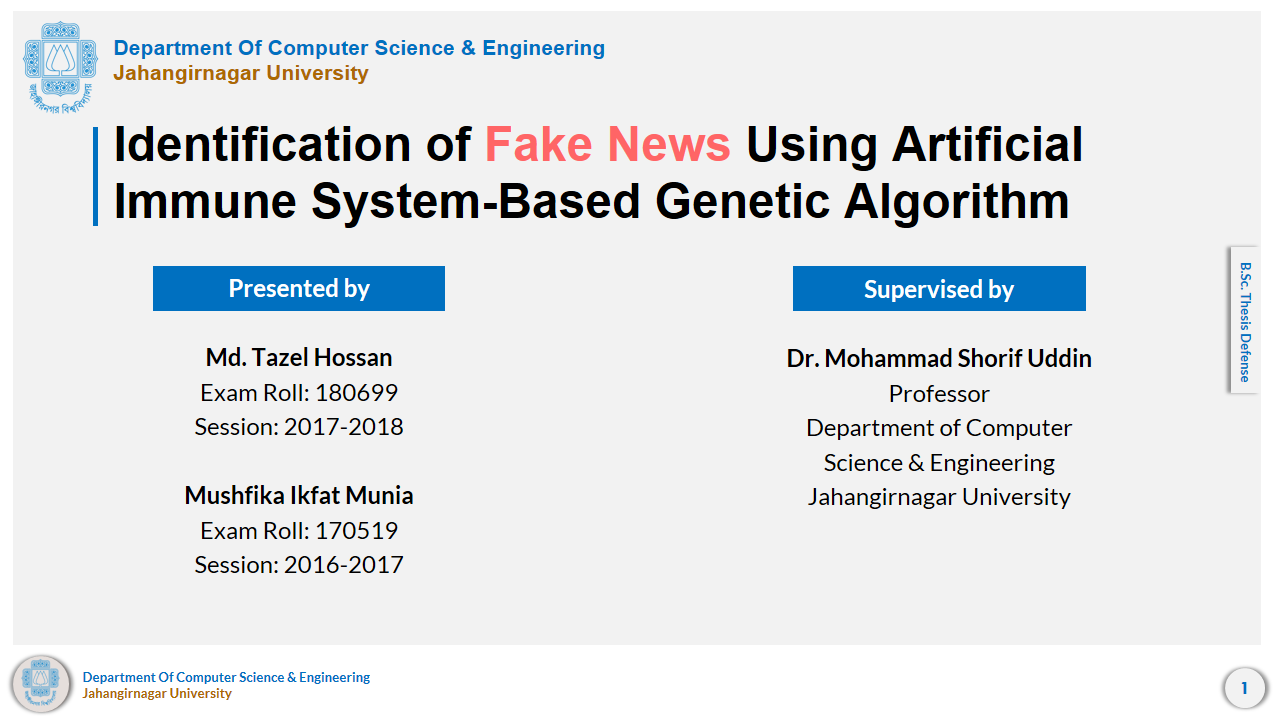 Department Of Computer Science & Engineering
Jahangirnagar University
জাহাঙ্গীরনগর বিশ্ববিদ্যালয়
Identification of Fake News Using Artificial
Immune System-Based Genetic Algorithm
Presented by
Md. Tazel Hossan
Exam Roll: 180699
Session: 2017-2018
Mushfika Ikfat Munia
Exam Roll: 170519
Session: 2016-2017
Supervised by
Dr. Mohammad Shorif Uddin
Professor
Department of Computer
Science & Engineering
Jahangirnagar University
B.Sc. Thesis Defense
Department Of Computer Science & Engineering
Jahangirnagar University
1